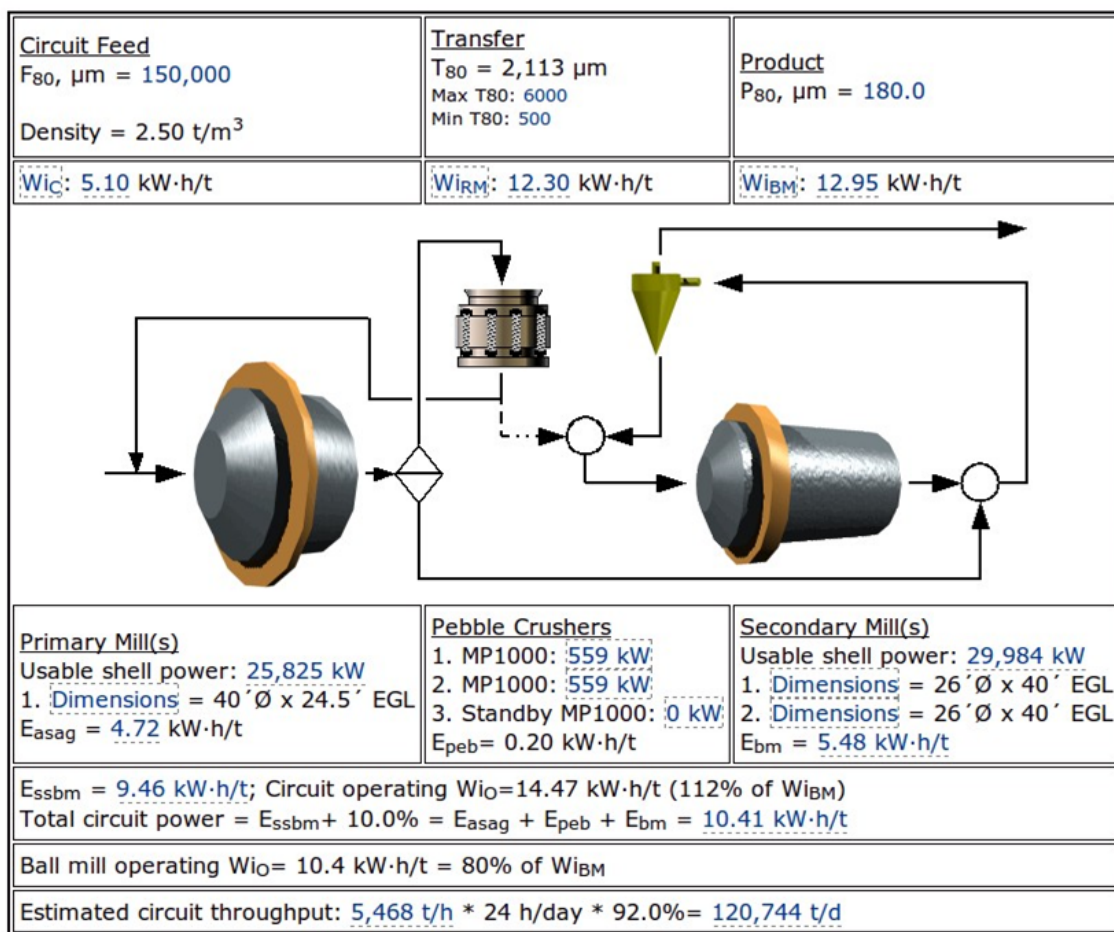 Circuit Feed
F80, µm = 150,000
Density = 2.50 t/m3
Transfer
T80 = 2,113 µm
Max T80: 6000
Min T80: 500
Product
P80, µm = 180.0
WiC: 5.10 kW·h/t
WiRM: 12.30 kW·h/t
WiBM: 12.95 kW·h/t
Primary Mill(s)
Usable shell power: 25,825 kW
1. Dimensions = 40´Ø x 24.5´ EGL
Easag = 4.72 kW·h/t
Pebble Crushers
1. MP1000: 559 kW
2. MP1000: 559 kW
3. Standby MP1000: 0 kW
Epeb= 0.20 kW·h/t
Secondary Mill(s)
Usable shell power: 29,984 kW
1. Dimensions = 26´Ø x 40´ EGL
2. Dimensions = 26´Ø x 40´ EGL
Ebm = 5.48 kW·h/t
Essbm = 9.46 kW·h/t; Circuit operating WiO=14.47 kW·h/t (112% of WiBM)
Total circuit power = Essbm+ 10.0% = Easag + Epeb + Ebm = 10.41 kW·h/t
Ball mill operating WiO= 10.4 kW·h/t = 80% of WiBM
Estimated circuit throughput: 5,468 t/h * 24 h/day * 92.0%= 120,744 t/d